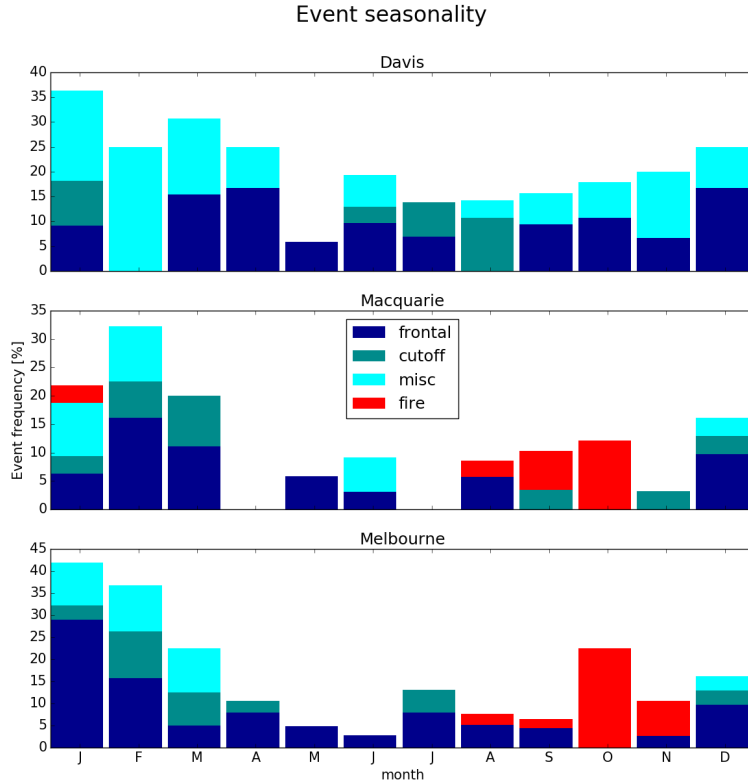 Event seasonality
Davis
40
35
30
25
20
15
10
5
0
Macquarie
35
30
25
20
15
10
5
0
Event frequency [%]
frontal
cutoff
misc
fire
Melbourne
45
40
35
30
25
20
15
10
5
0
J F M A M J J A S O N D
month